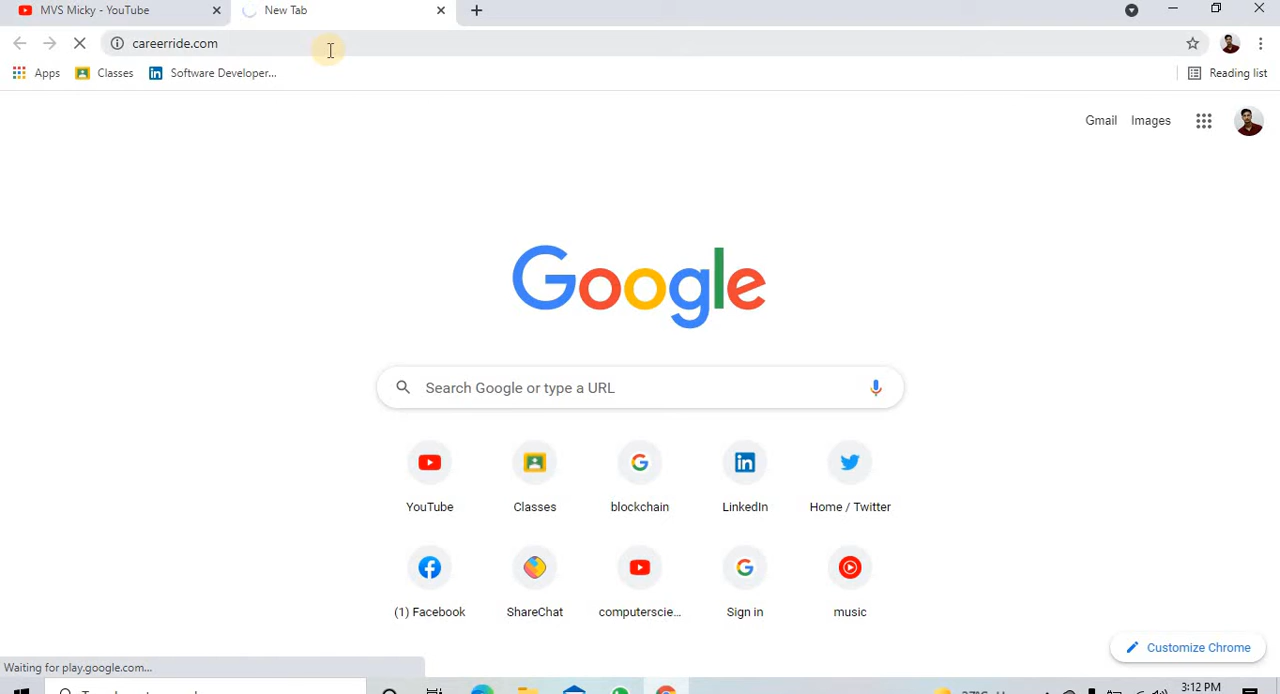 MVS Micky - YouTube
New Tab
careerride.com
Apps
Classes
Software Developer...
Reading list
Gmail
Images
Google
Search Google or type a URL
YouTube
Classes
blockchain
LinkedIn
Home / Twitter
(1) Facebook
ShareChat
computerscie...
Sign in
music
Customize Chrome
Waiting for play.google.com...
3:12 PM